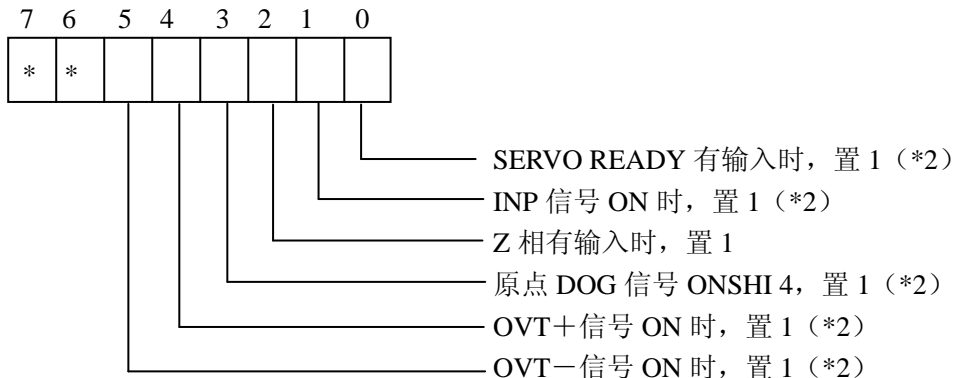 7 6 5 4 3 2 1 0
* *
SERVO READY 有输入时，置 1（*2）
INP 信号 ON 时，置 1（*2）
Z 相有输入时，置 1
原点 DOG 信号 ONSHI 4，置 1（*2）
OVT＋信号 ON 时，置 1（*2）
OVT－信号 ON 时，置 1（*2）